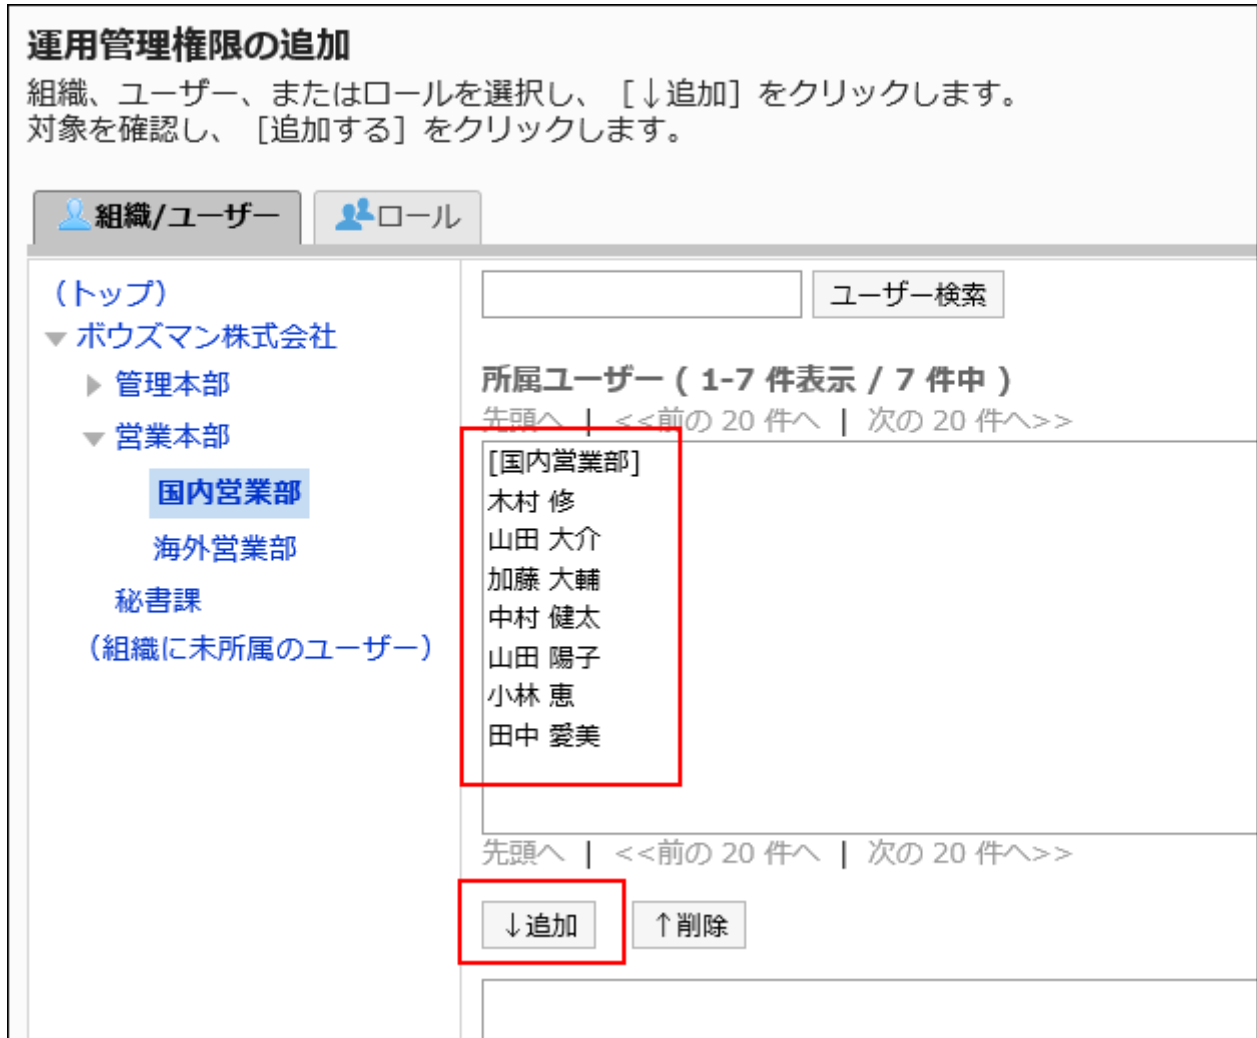 運用管理権限の追加
組織、ユーザー、またはロールを選択し、［↓追加］をクリックします。
対象を確認し、［追加する］をクリックします。
組織/ユーザー
ロール
（トップ）
ボウズマン株式会社
管理本部
営業本部
国内営業部
海外営業部
秘書課
（組織に未所属のユーザー）
ユーザー検索
所属ユーザー ( 1-7 件表示 / 7 件中 )
先頭へ | <<前の 20 件へ | 次の 20 件へ>>
[国内営業部]
木村 修
山田 大介
加藤 大輔
中村 健太
山田 陽子
小林 恵
田中 愛美
先頭へ | <<前の 20 件へ | 次の 20 件へ>>
↓追加
↑削除